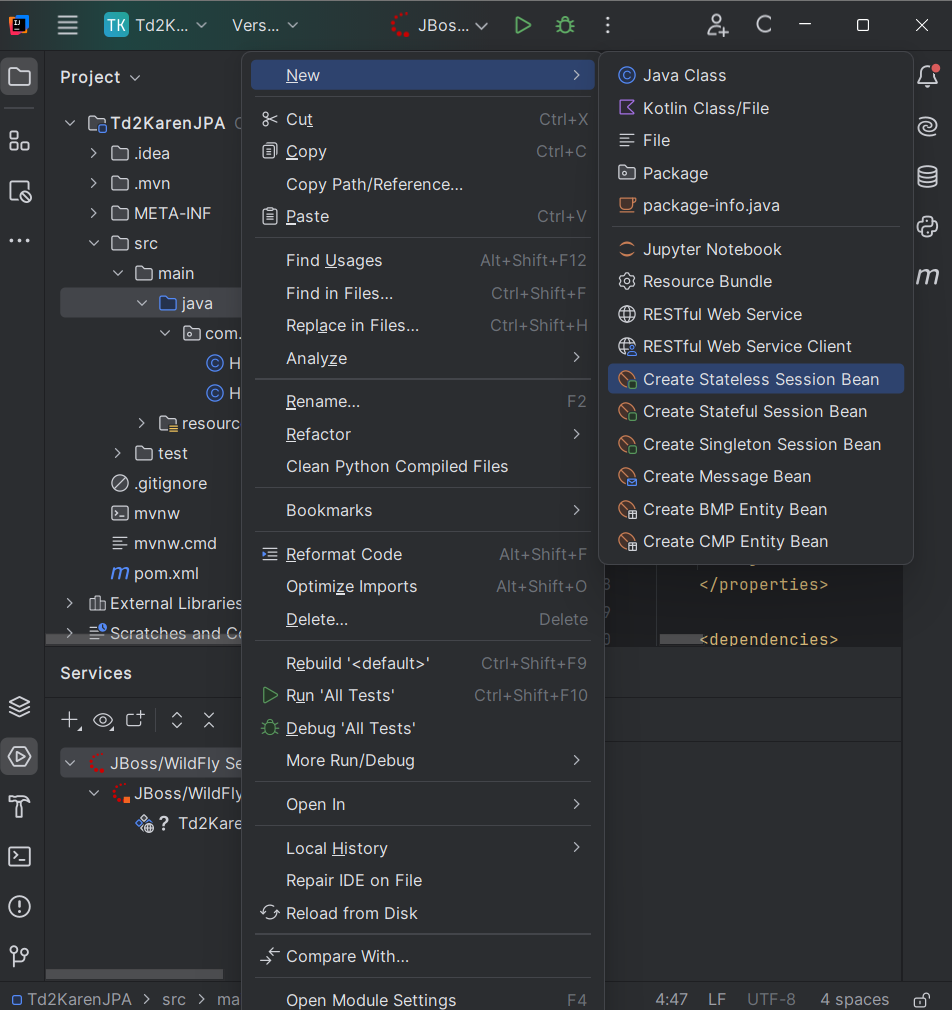 TK Td2K... Vers... JBos...
Project
Td2KarenJPA
.idea
.mvn
META-INF
src
main
java
com.
H
H
resourc
test
.gitignore
mvnw
mvnw.cmd
pom.xml
External Libraries
Scratches and Co
Services
JBoss/WildFly Se
JBoss/WildFly
? Td2Kare
New
Cut Ctrl+X
Copy Ctrl+C
Copy Path/Reference...
Paste Ctrl+V
Find Usages Alt+Shift+F12
Find in Files... Ctrl+Shift+F
Replace in Files... Ctrl+Shift+H
Analyze
Rename... F2
Refactor
Clean Python Compiled Files
Bookmarks
Reformat Code Alt+Shift+F
Optimize Imports Alt+Shift+O
Delete... Delete
Rebuild '<default>' Ctrl+Shift+F9
Run 'All Tests' Ctrl+Shift+F10
Debug 'All Tests'
More Run/Debug
Open In
Local History
Repair IDE on File
Reload from Disk
Compare With...
Open Module Settings F4
Java Class
Kotlin Class/File
File
Package
package-info.java
Jupyter Notebook
Resource Bundle
RESTful Web Service
RESTful Web Service Client
Create Stateless Session Bean
Create Stateful Session Bean
Create Singleton Session Bean
Create Message Bean
Create BMP Entity Bean
Create CMP Entity Bean
8 </properties>
9
0 <dependencies>
m
Td2KarenJPA > src > ma 4:47 LF UTF-8 4 spaces